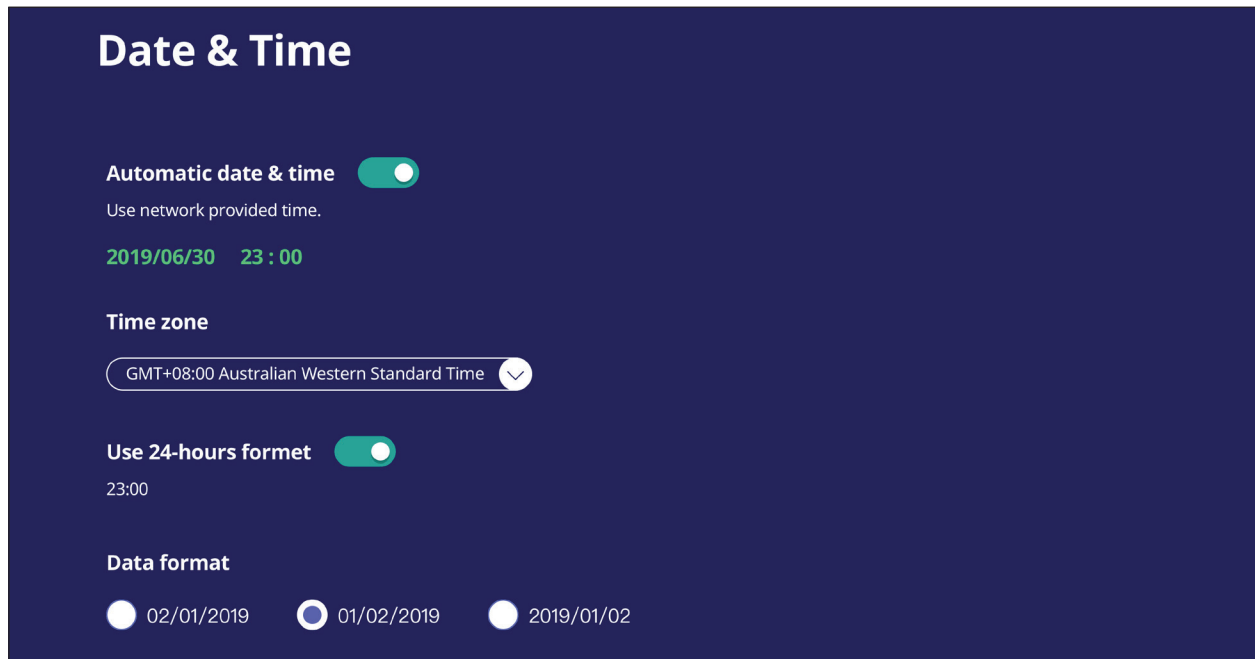 Date & Time
Automatic date & time
Use network provided time.
2019/06/30 23 : 00
Time zone
GMT+08:00 Australian Western Standard Time
Use 24-hours formet
23:00
Data format
02/01/2019 01/02/2019 2019/01/02